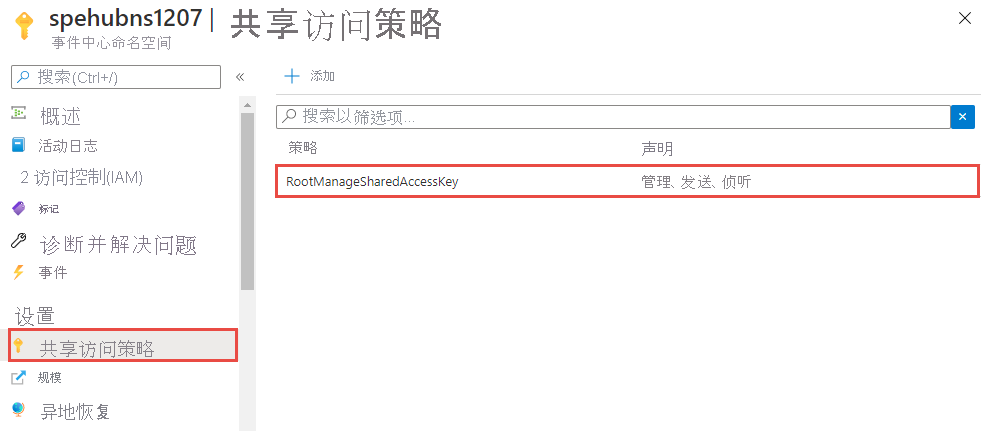 spehubns1207 | 共享访问策略
事件中心命名空间
搜索(Ctrl+/)
«
概述
活动日志
2 访问控制(IAM)
标记
诊断并解决问题
事件
设置
共享访问策略
规模
异地恢复
+ 添加
搜索以筛选项...
策略 声明
RootManageSharedAccessKey 管理、发送、侦听